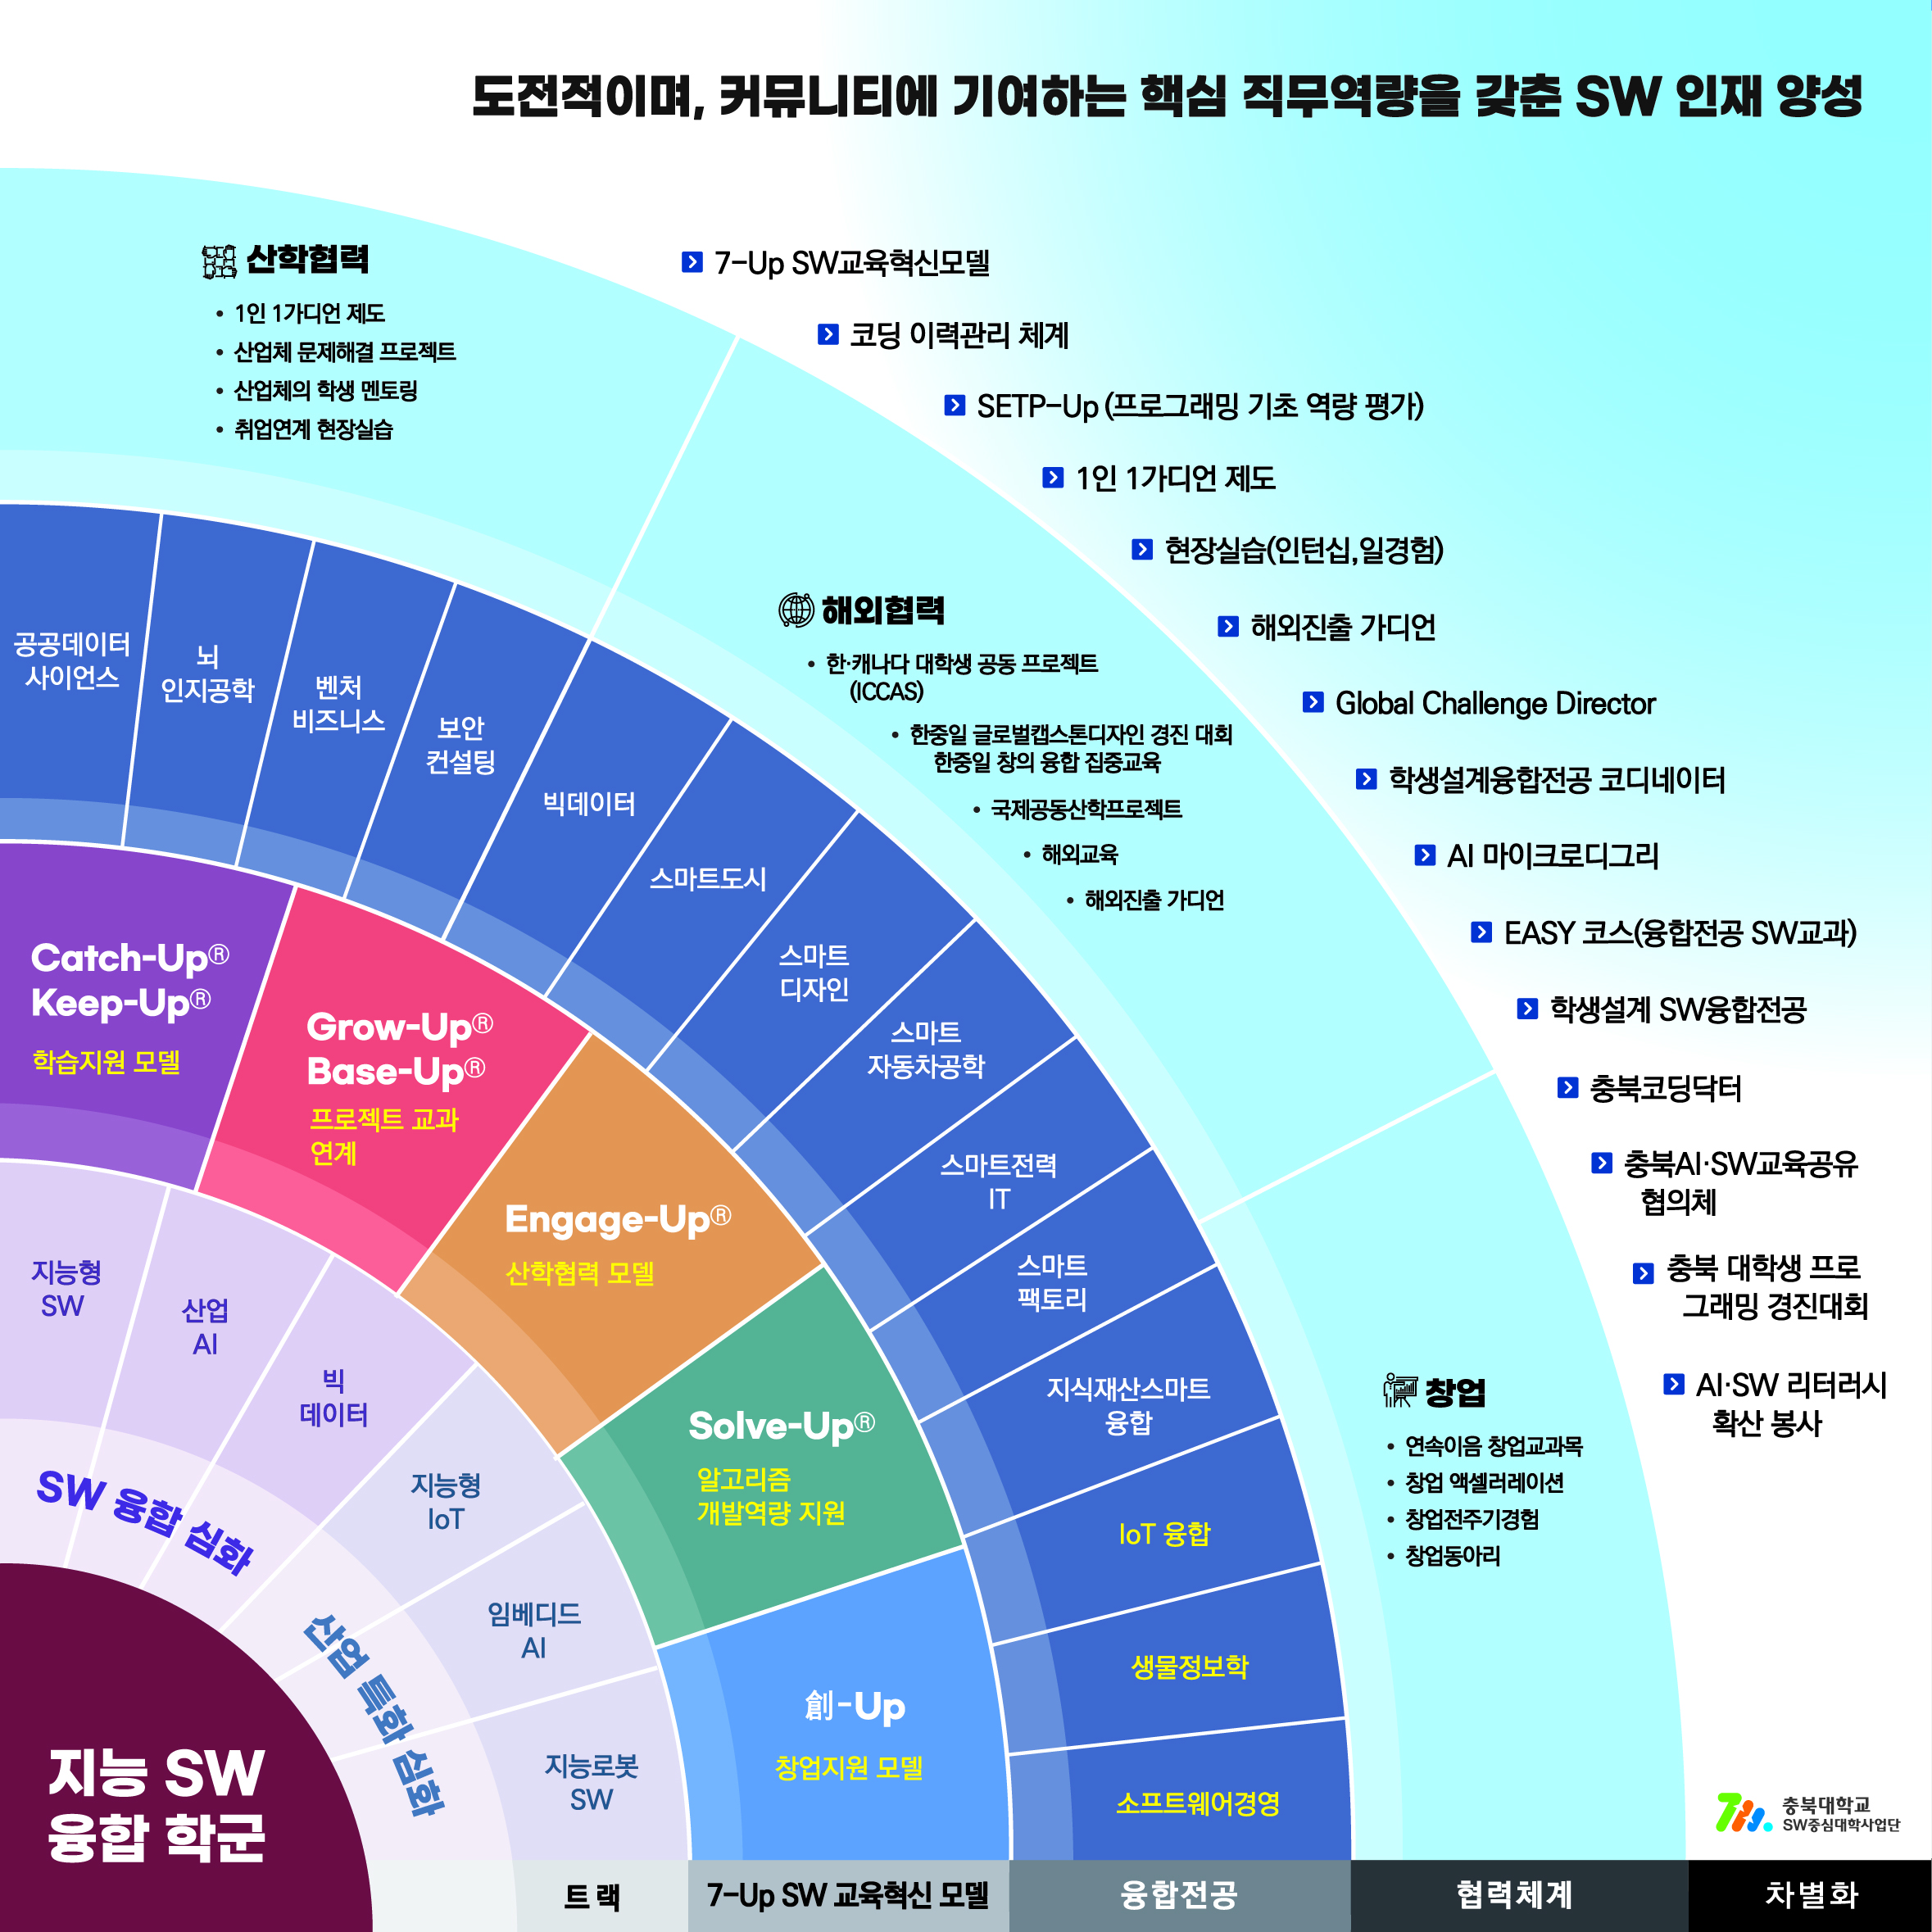 도전적이며, 커뮤니티에 기여하는 핵심 직무역량을 갖춘 SW 인재 양성
산학협력
• 1인 1가디언 제도
• 산업체 문제해결 프로젝트
• 산업체의 학생 멘토링
• 취업연계 현장실습
해외협력
• 한·캐나다 대학생 공동 프로젝트
(ICCAS)
• 한중일 글로벌캡스톤디자인 경진 대회
한중일 창의 융합 집중교육
• 국제공동산학프로젝트
• 해외교육
• 해외진출 가디언
창업
• 연속이음 창업교과목
• 창업 액셀러레이션
• 창업전주기경험
• 창업동아리
7-Up SW교육혁신모델
코딩 이력관리 체계
SETP-Up (프로그래밍 기초 역량 평가)
1인 1가디언 제도
현장실습(인턴십,일경험)
해외진출 가디언
Global Challenge Director
학생설계융합전공 코디네이터
AI 마이크로디그리
EASY 코스(융합전공 SW교과)
학생설계 SW융합전공
충북코딩닥터
충북AI·SW교육공유
협의체
충북 대학생 프로
그래밍 경진대회
AI·SW 리터러시
확산 봉사
공공데이터
사이언스
뇌
인지공학
벤처
비즈니스
보안
컨설팅
빅데이터
스마트도시
스마트
디자인
스마트
자동차공학
스마트전력
IT
스마트
팩토리
지식재산스마트
융합
IoT 융합
생물정보학
소프트웨어경영
Catch-Up®
Keep-Up®
학습지원 모델
Grow-Up®
Base-Up®
프로젝트 교과
연계
Engage-Up®
산학협력 모델
Solve-Up®
알고리즘
개발역량 지원
創-Up
창업지원 모델
지능형
SW
산업
AI
빅
데이터
지능형
IoT
임베디드
AI
지능로봇
SW
SW 융합 심화
산업 특화 심화
지능 SW
융합 학군
충북대학교
SW중심대학사업단
트랙
7-Up SW 교육혁신 모델
융합전공
협력체계
차별화